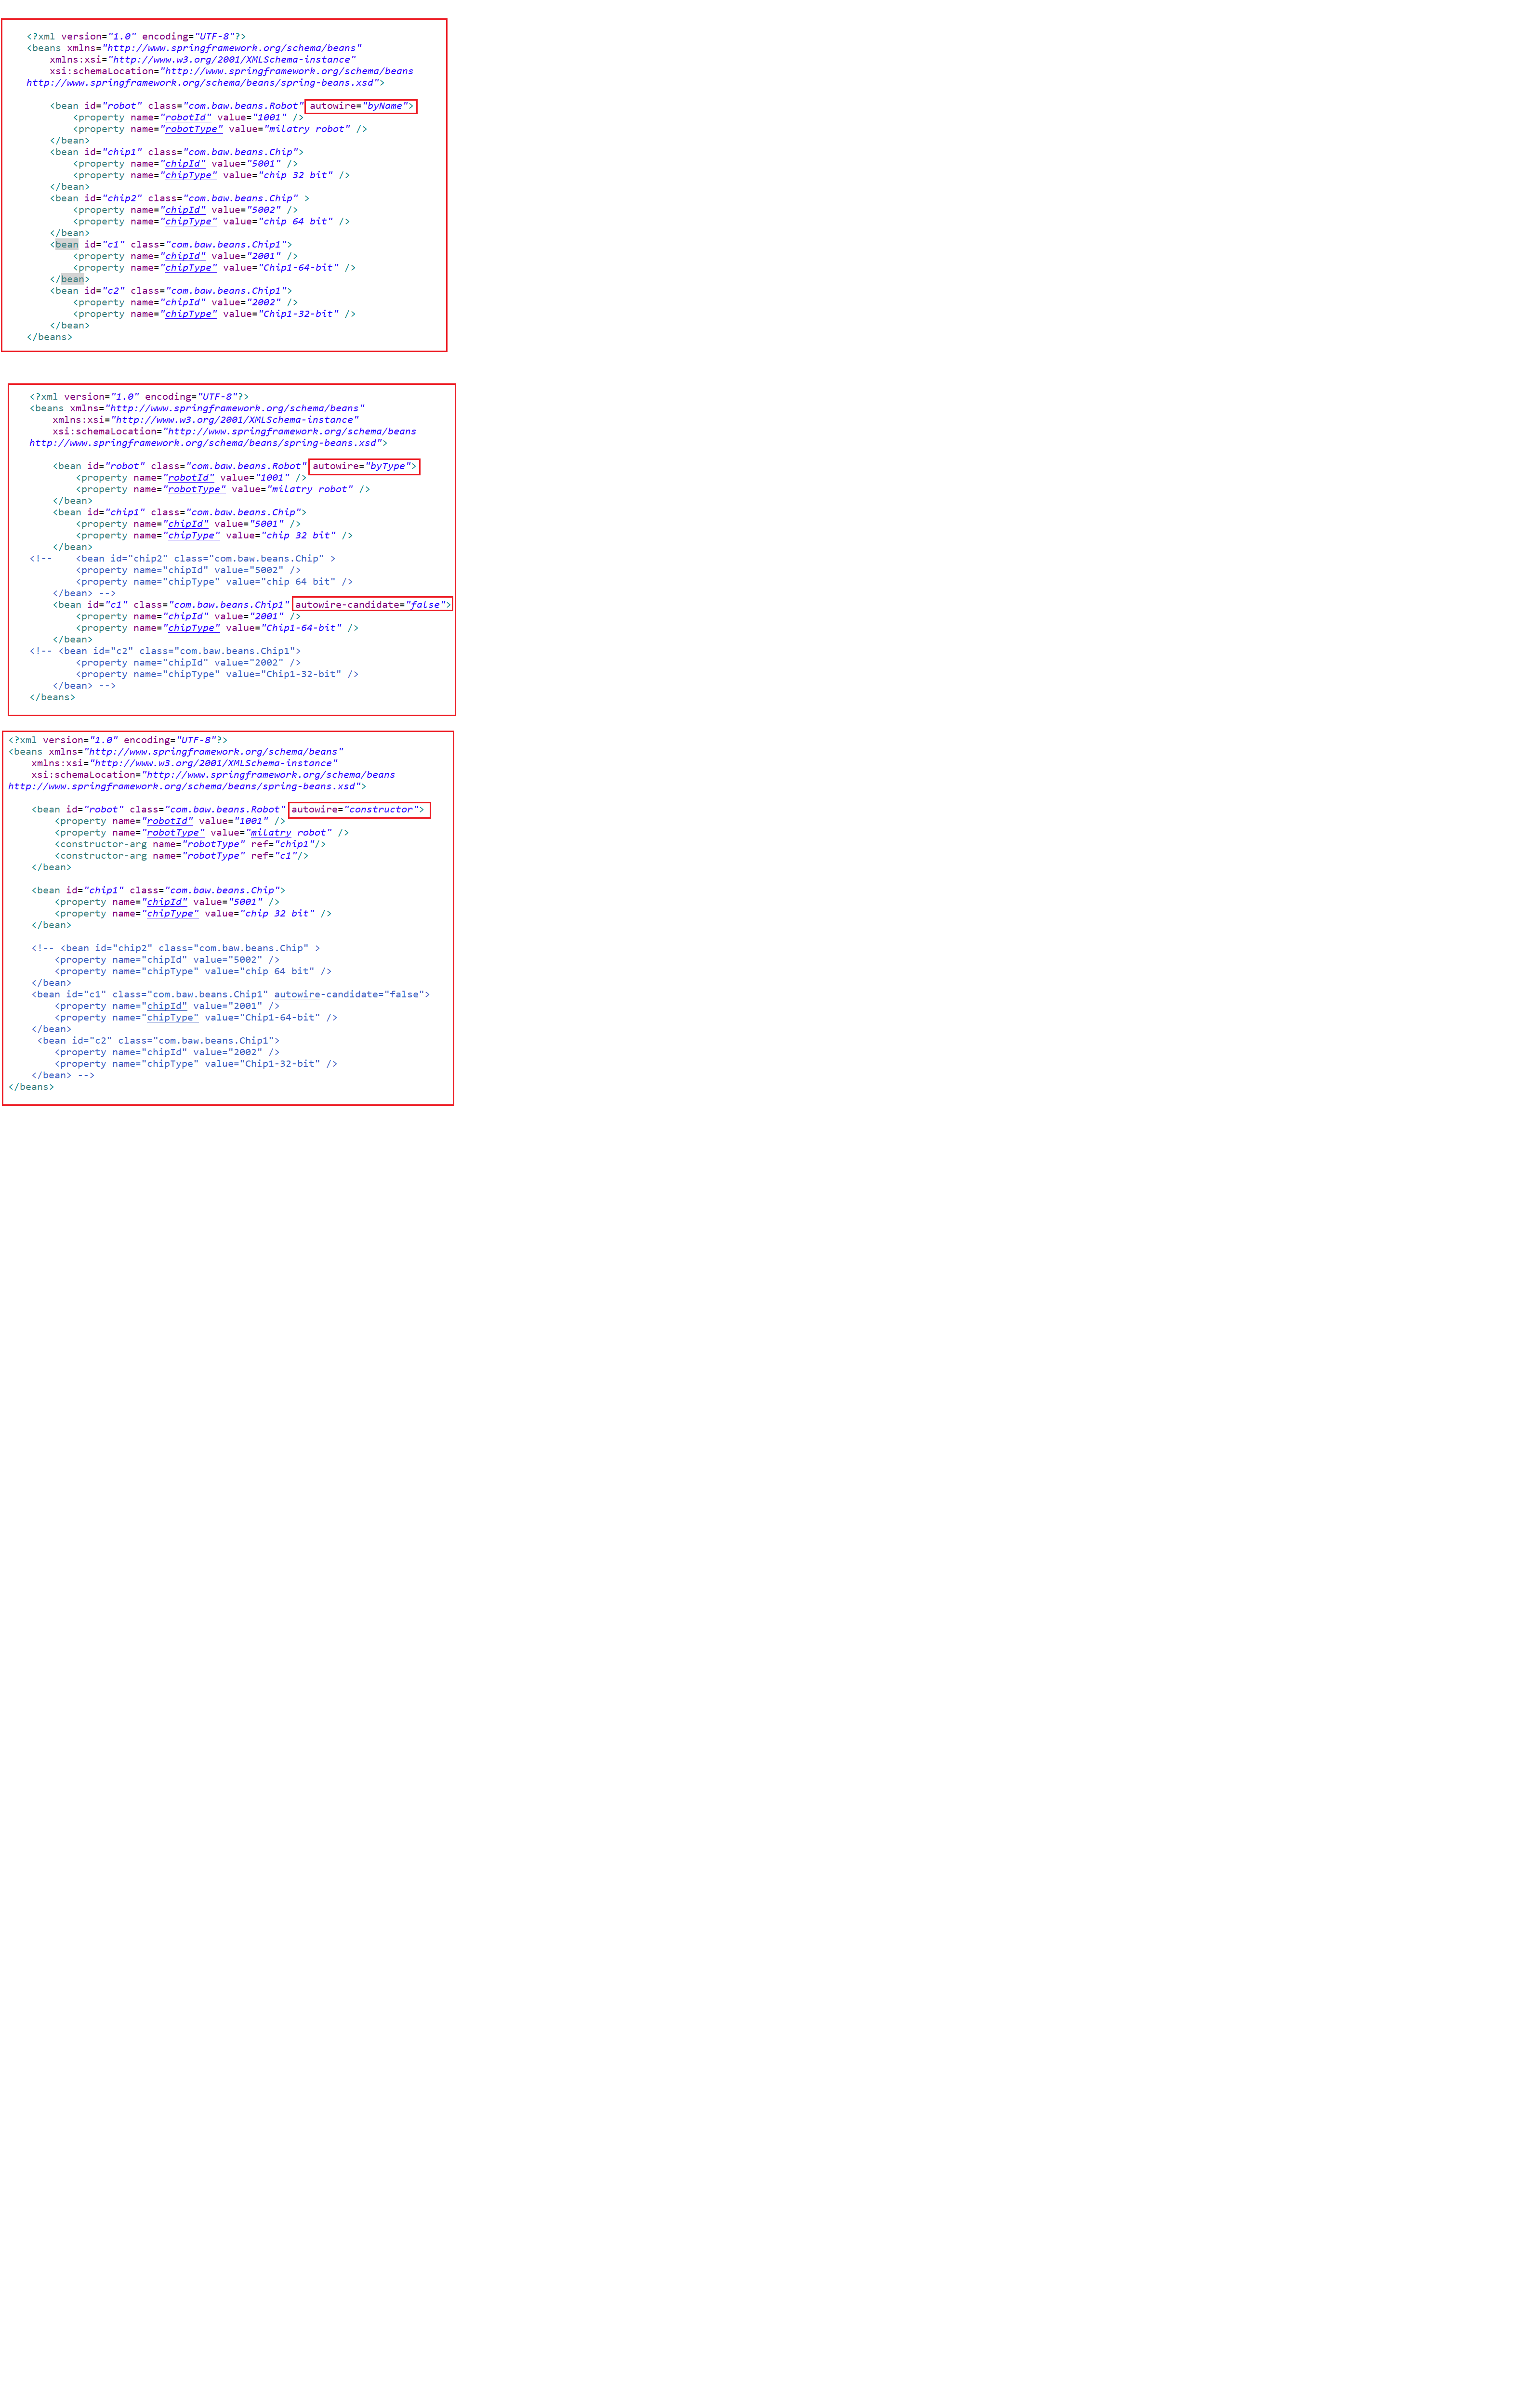 <?xml version="1.0" encoding="UTF-8"?>
<beans xmlns="http://www.springframework.org/schema/beans"
    xmlns:xsi="http://www.w3.org/2001/XMLSchema-instance"
    xsi:schemaLocation="http://www.springframework.org/schema/beans
http://www.springframework.org/schema/beans/spring-beans.xsd">
    <bean id="robot" class="com.baw.beans.Robot" autowire="byName">
        <property name="robotId" value="1001" />
        <property name="robotType" value="milatry robot" />
    </bean>
    <bean id="chip1" class="com.baw.beans.Chip">
        <property name="chipId" value="5001" />
        <property name="chipType" value="chip 32 bit" />
    </bean>
    <bean id="chip2" class="com.baw.beans.Chip" >
        <property name="chipId" value="5002" />
        <property name="chipType" value="chip 64 bit" />
    </bean>
    <bean id="c1" class="com.baw.beans.Chip1">
        <property name="chipId" value="2001" />
        <property name="chipType" value="Chip1-64-bit" />
    </bean>
    <bean id="c2" class="com.baw.beans.Chip1">
        <property name="chipId" value="2002" />
        <property name="chipType" value="Chip1-32-bit" />
    </bean>
</beans>
<?xml version="1.0" encoding="UTF-8"?>
<beans xmlns="http://www.springframework.org/schema/beans"
    xmlns:xsi="http://www.w3.org/2001/XMLSchema-instance"
    xsi:schemaLocation="http://www.springframework.org/schema/beans
http://www.springframework.org/schema/beans/spring-beans.xsd">
    <bean id="robot" class="com.baw.beans.Robot" autowire="byType">
        <property name="robotId" value="1001" />
        <property name="robotType" value="milatry robot" />
    </bean>
    <bean id="chip1" class="com.baw.beans.Chip">
        <property name="chipId" value="5001" />
        <property name="chipType" value="chip 32 bit" />
    </bean>
<!--    <bean id="chip2" class="com.baw.beans.Chip" >
        <property name="chipId" value="5002" />
        <property name="chipType" value="chip 64 bit" />
    </bean> -->
    <bean id="c1" class="com.baw.beans.Chip1" autowire-candidate="false">
        <property name="chipId" value="2001" />
        <property name="chipType" value="Chip1-64-bit" />
    </bean>
<!-- <bean id="c2" class="com.baw.beans.Chip1">
        <property name="chipId" value="2002" />
        <property name="chipType" value="Chip1-32-bit" />
    </bean> -->
</beans>
<?xml version="1.0" encoding="UTF-8"?>
<beans xmlns="http://www.springframework.org/schema/beans"
    xmlns:xsi="http://www.w3.org/2001/XMLSchema-instance"
    xsi:schemaLocation="http://www.springframework.org/schema/beans
http://www.springframework.org/schema/beans/spring-beans.xsd">
    <bean id="robot" class="com.baw.beans.Robot" autowire="constructor">
        <property name="robotId" value="1001" />
        <property name="robotType" value="milatry robot" />
        <constructor-arg name="robotType" ref="chip1"/>
        <constructor-arg name="robotType" ref="c1"/>
    </bean>
    <bean id="chip1" class="com.baw.beans.Chip">
        <property name="chipId" value="5001" />
        <property name="chipType" value="chip 32 bit" />
    </bean>
    <!-- <bean id="chip2" class="com.baw.beans.Chip" >
        <property name="chipId" value="5002" />
        <property name="chipType" value="chip 64 bit" />
    </bean>
    <bean id="c1" class="com.baw.beans.Chip1" autowire-candidate="false">
        <property name="chipId" value="2001" />
        <property name="chipType" value="Chip1-64-bit" />
    </bean>
     <bean id="c2" class="com.baw.beans.Chip1">
        <property name="chipId" value="2002" />
        <property name="chipType" value="Chip1-32-bit" />
    </bean> -->
</beans>